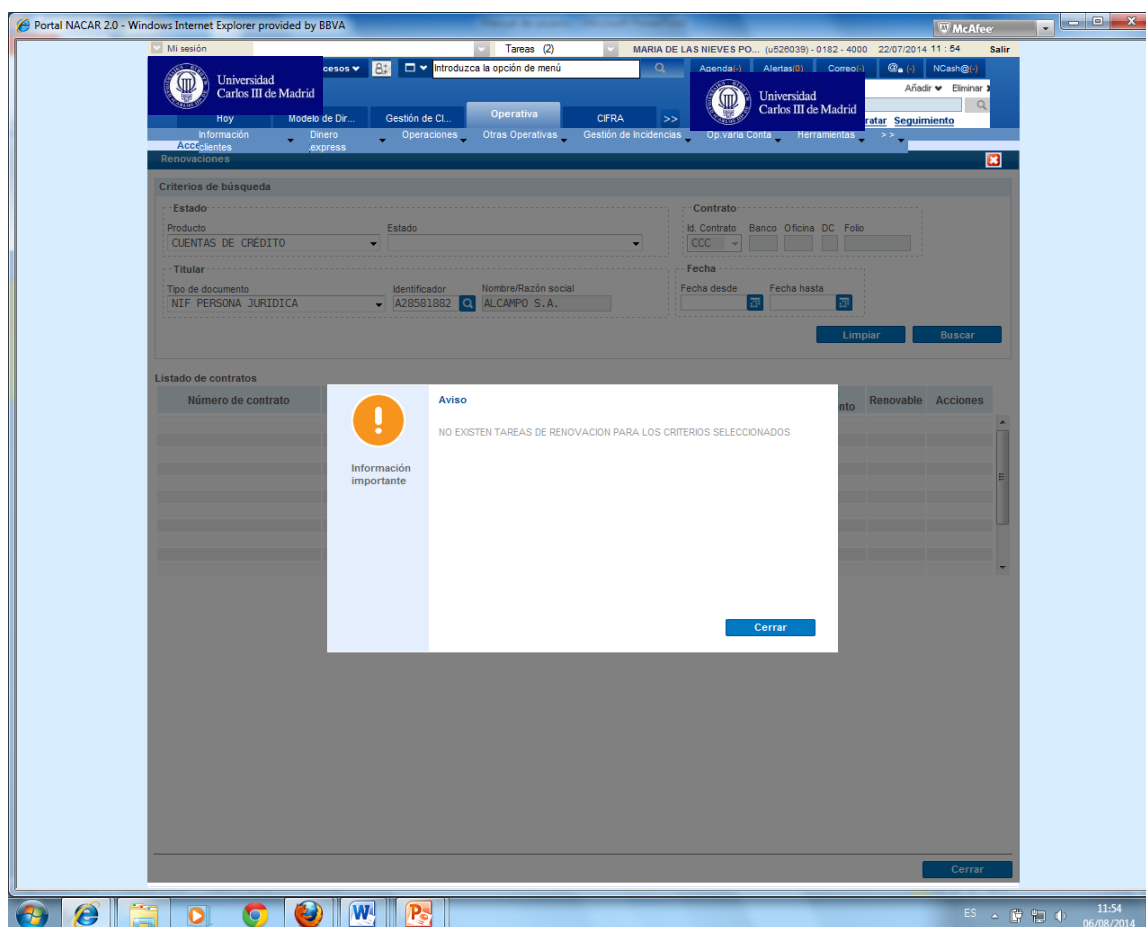 Portal NACAR 2.0 - Windows Internet Explorer provided by BBVA
McAfee
Mi sesión Tareas (2) MARIA DE LAS NIEVES PO... (u526039) - 0182 - 4000 22/07/2014 11 : 54 Salir
cesos Introduzca la opción de menú Agenda(-) Alertas(0) Correo(-) @ (-) NCash@(-)
Universidad
Carlos III de Madrid
Universidad
Carlos III de Madrid
Añadir Eliminar
Hoy Modelo de Dir... Gestión de Cl... Operativa CIFRA >>
ratar Seguimiento
Información Dinero Operaciones Otras Operativas Gestión de Incidencias Op.varia Conta Herramientas > >
clientes .express
Renovaciones
Criterios de búsqueda
Estado Contrato
Producto Estado Id. Contrato Banco Oficina DC Folio
CUENTAS DE CRÉDITO CCC
Titular Fecha
Tipo de documento Identificador Nombre/Razón social Fecha desde Fecha hasta
NIF PERSONA JURIDICA A28581882 ALCAMPO S.A.
Limpiar Buscar
Listado de contratos
Número de contrato nto Renovable Acciones
Aviso
NO EXISTEN TAREAS DE RENOVACION PARA LOS CRITERIOS SELECCIONADOS
Información
importante
Cerrar
Cerrar
ES 11:54
06/08/2014